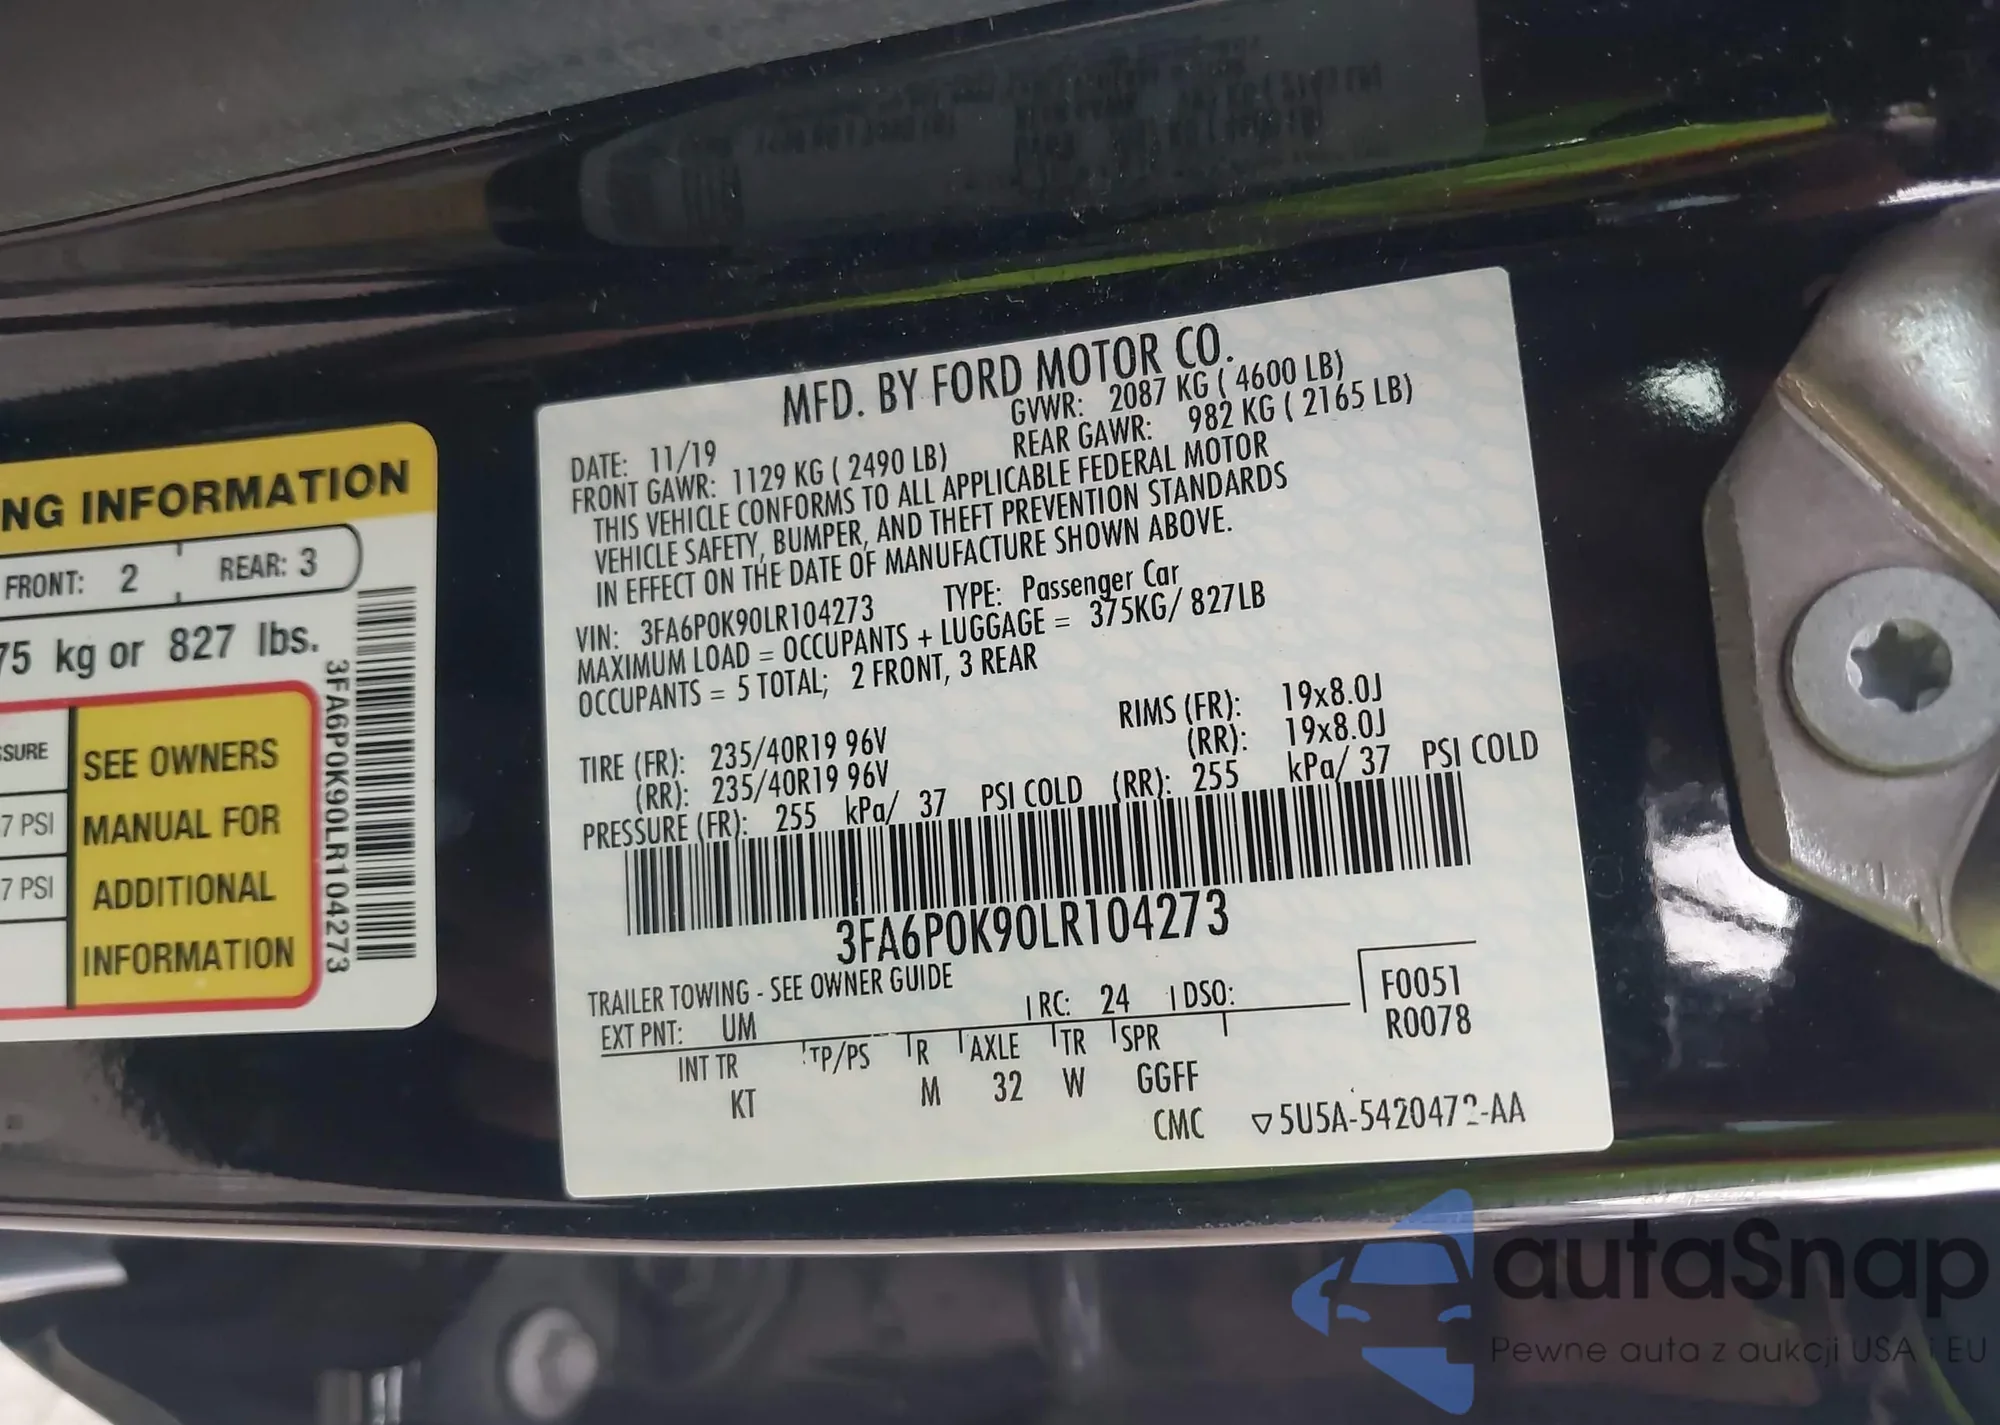 NG INFORMATION
FRONT: 2 REAR: 3
75 kg or 827 lbs.
SSURE
7 PSI
7 PSI
SEE OWNERS
MANUAL FOR
ADDITIONAL
INFORMATION
3FA6P0K90LR104273
MFD. BY FORD MOTOR CO.
DATE: 11/19 GVWR: 2087 KG ( 4600 LB)
FRONT GAWR: 1129 KG ( 2490 LB) REAR GAWR: 982 KG ( 2165 LB)
THIS VEHICLE CONFORMS TO ALL APPLICABLE FEDERAL MOTOR
VEHICLE SAFETY, BUMPER, AND THEFT PREVENTION STANDARDS
IN EFFECT ON THE DATE OF MANUFACTURE SHOWN ABOVE.
VIN: 3FA6P0K90LR104273 TYPE: Passenger Car
MAXIMUM LOAD = OCCUPANTS + LUGGAGE = 375KG/ 827LB
OCCUPANTS = 5 TOTAL; 2 FRONT, 3 REAR
TIRE (FR): 235/40R19 96V RIMS (FR): 19x8.0J
(RR): 235/40R19 96V (RR): 19x8.0J
PRESSURE (FR): 255 kPa/ 37 PSI COLD (RR): 255 kPa/ 37 PSI COLD
3FA6P0K90LR104273
TRAILER TOWING - SEE OWNER GUIDE
EXT PNT: UM RC: 24 DSO:
F0051
R0078
INT TR TP/PS R AXLE TR SPR
KT M 32 W GGFF
CMC ▽5U5A-5420472-AA
autaSnap
Pewne auta z aukcji USA i EU